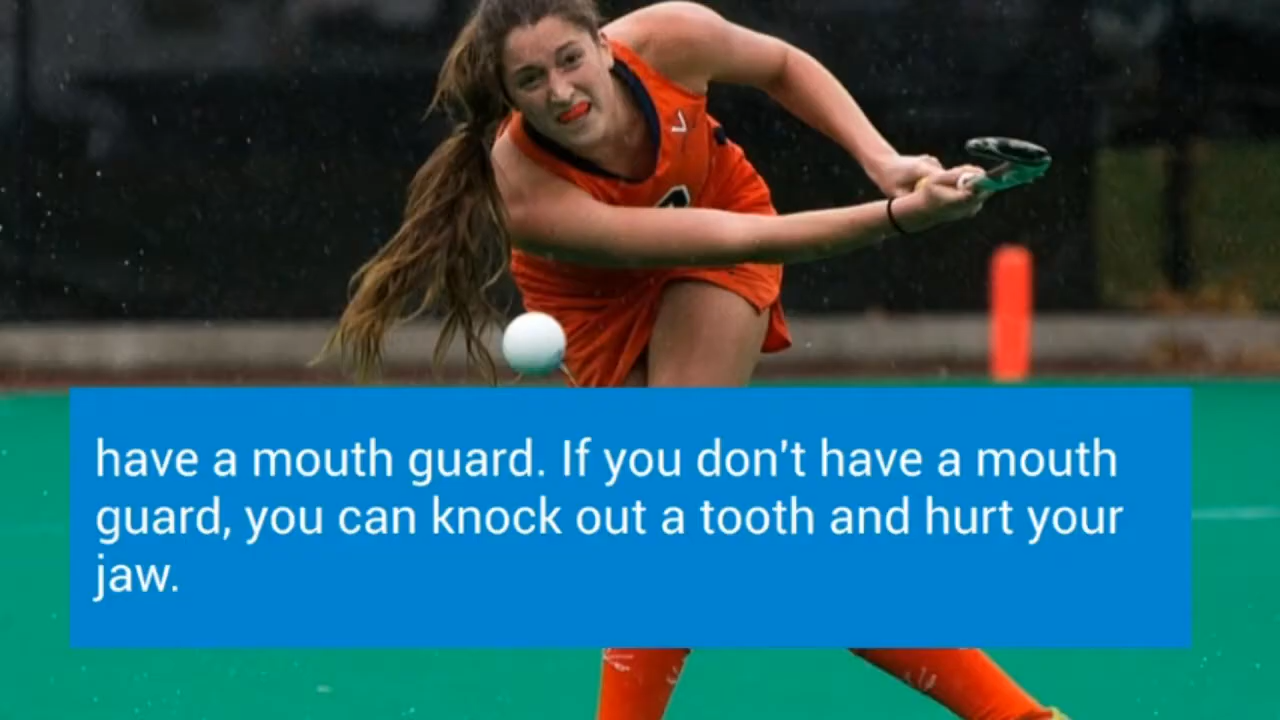 have a mouth guard. If you don't have a mouth
guard, you can knock out a tooth and hurt your
jaw.